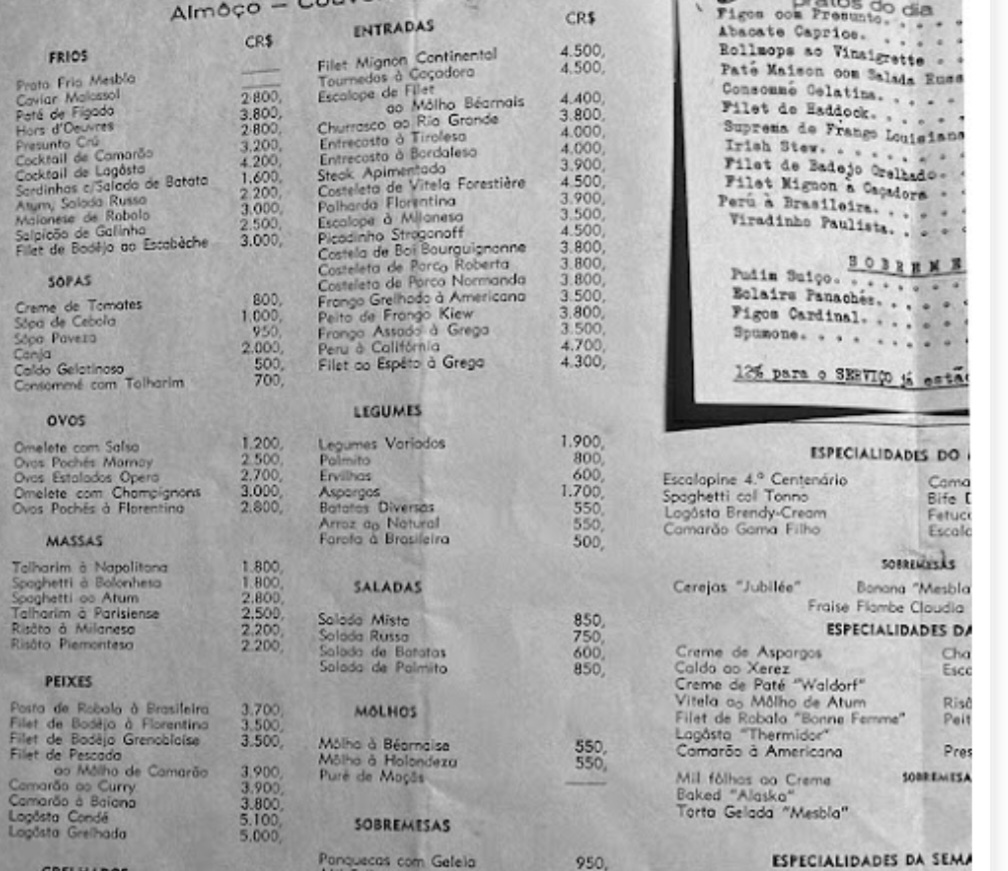 Almôço –
FRIOS
CR$
Prato Frio Mesbla
Caviar Malossol 2.800,
Paté de Figado 3.800,
Hors d'Oeuvres 2.800,
Presunto Crú 3.200,
Cocktail de Camarão 4.200,
Cocktail de Lagôsta 1.600,
Sardinhas c/Salada de Batata 2.200,
Atum, Salada Russa 3.000,
Maionese de Robalo 2.500,
Salpicão de Galinha 3.000,
Filet de Badêjo ao Escabèche
SOPAS
Creme de Tomates 800,
Sôpa de Cebola 1.000,
Sôpa Paveza 950,
Canja 2.000,
Caldo Gelatinoso 500,
Consommé com Talharim 700,
OVOS
Omelete com Salsa 1.200,
Ovos Pochés Mornay 2.500,
Ovos Estalados Opera 2.700,
Omelete com Champignons 3.000,
Ovos Pochés à Florentina 2.800,
MASSAS
Talharim à Napolitana 1.800,
Spaghetti à Bolonhesa 1.800,
Spaghetti ao Atum 2.800,
Talharim à Parisiense 2.500,
Risôto à Milanesa 2.200,
Risôto Piemontesa 2.200,
PEIXES
Posta de Robalo à Brasileira 3.700,
Filet de Badêjo à Florentina 3.500,
Filet de Badêjo Grenobloise 3.500,
Filet de Pescada
ao Môlho de Camarão 3.900,
Camarão ao Curry 3.900,
Camarão à Baiana 3.800,
Lagôsta Condé 5.100,
Lagôsta Grelhada 5.000,
ENTRADAS
CR$
Filet Mignon Continental 4.500,
Tournedos à Caçadora 4.500,
Escalope de Filet
ao Môlho Béarnais 4.400,
Churrasco ao Rio Grande 3.800,
Entrecosto à Tirolesa 4.000,
Entrecosto à Bordalesa 4.000,
Steak Apimentado 3.900,
Costeleta de Vitela Forestière 4.500,
Palharda Florentina 3.900,
Escalope à Milanesa 3.500,
Picadinho Strogonoff 4.500,
Costela de Boi Bourguignonne 3.800,
Costeleta de Porco Roberta 3.800,
Costeleta de Porco Normanda 3.800,
Frango Grelhado à Americana 3.500,
Peito de Frango Kiew 3.800,
Frango Assado à Grega 3.500,
Peru à Califórnia 4.700,
Filet ao Espêto à Grega 4.300,
LEGUMES
Legumes Variados 1.900,
Palmito 800,
Ervilhas 600,
Aspargos 1.700,
Batatas Diversas 550,
Arroz ao Natural 550,
Farofa à Brasileira 500,
SALADAS
Salada Mista 850,
Salada Russa 750,
Salada de Batatas 600,
Salada de Palmito 850,
MOLHOS
Môlho à Béarnaise 550,
Môlho à Holandeza 550,
Puré de Maçãs
SOBREMESAS
Panquecas com Geleia 950,
pratos do dia
Figos com Presunto. . . .
Abacate Caprice. . . . .
Rollmops ao Vinaigrette . .
Paté Maison com Salada Russ
Consommé Gelatina. . . . .
Filet de Haddock. . . . .
Suprema de Frango Louisiana
Irish Stew. . . . . . .
Filet de Badejo Grelhado. .
Filet Mignon à Caçadora . .
Perú à Brasileira. . . . .
Viradinho Paulista. . . .
S O B R E M E
Pudim Suiço. . . . . .
Eclairs Panachés. . . . .
Figos Cardinal. . . . .
Spumone. . . . . . . .
12% para o SERVIÇO já estão
ESPECIALIDADES DO
Escalopine 4.º Centenário Cama
Spaghetti col Tonno Bife D
Lagôsta Brendy-Cream Fetucc
Camarão Gama Filho Escalo
SOBREMESAS
Cerejas "Jubilée" Banana "Mesbla
Fraise Flambe Claudia
ESPECIALIDADES DA
Creme de Aspargos Cha
Caldo ao Xerez Esca
Creme de Paté "Waldorf"
Vitela ao Môlho de Atum Risô
Filet de Robalo "Bonne Femme" Peit
Lagôsta "Thermidor"
Camarão à Americana Pres
SOBREMESA
Mil fôlhas ao Creme
Baked "Alaska"
Torta Gelada "Mesbla"
ESPECIALIDADES DA SEMA